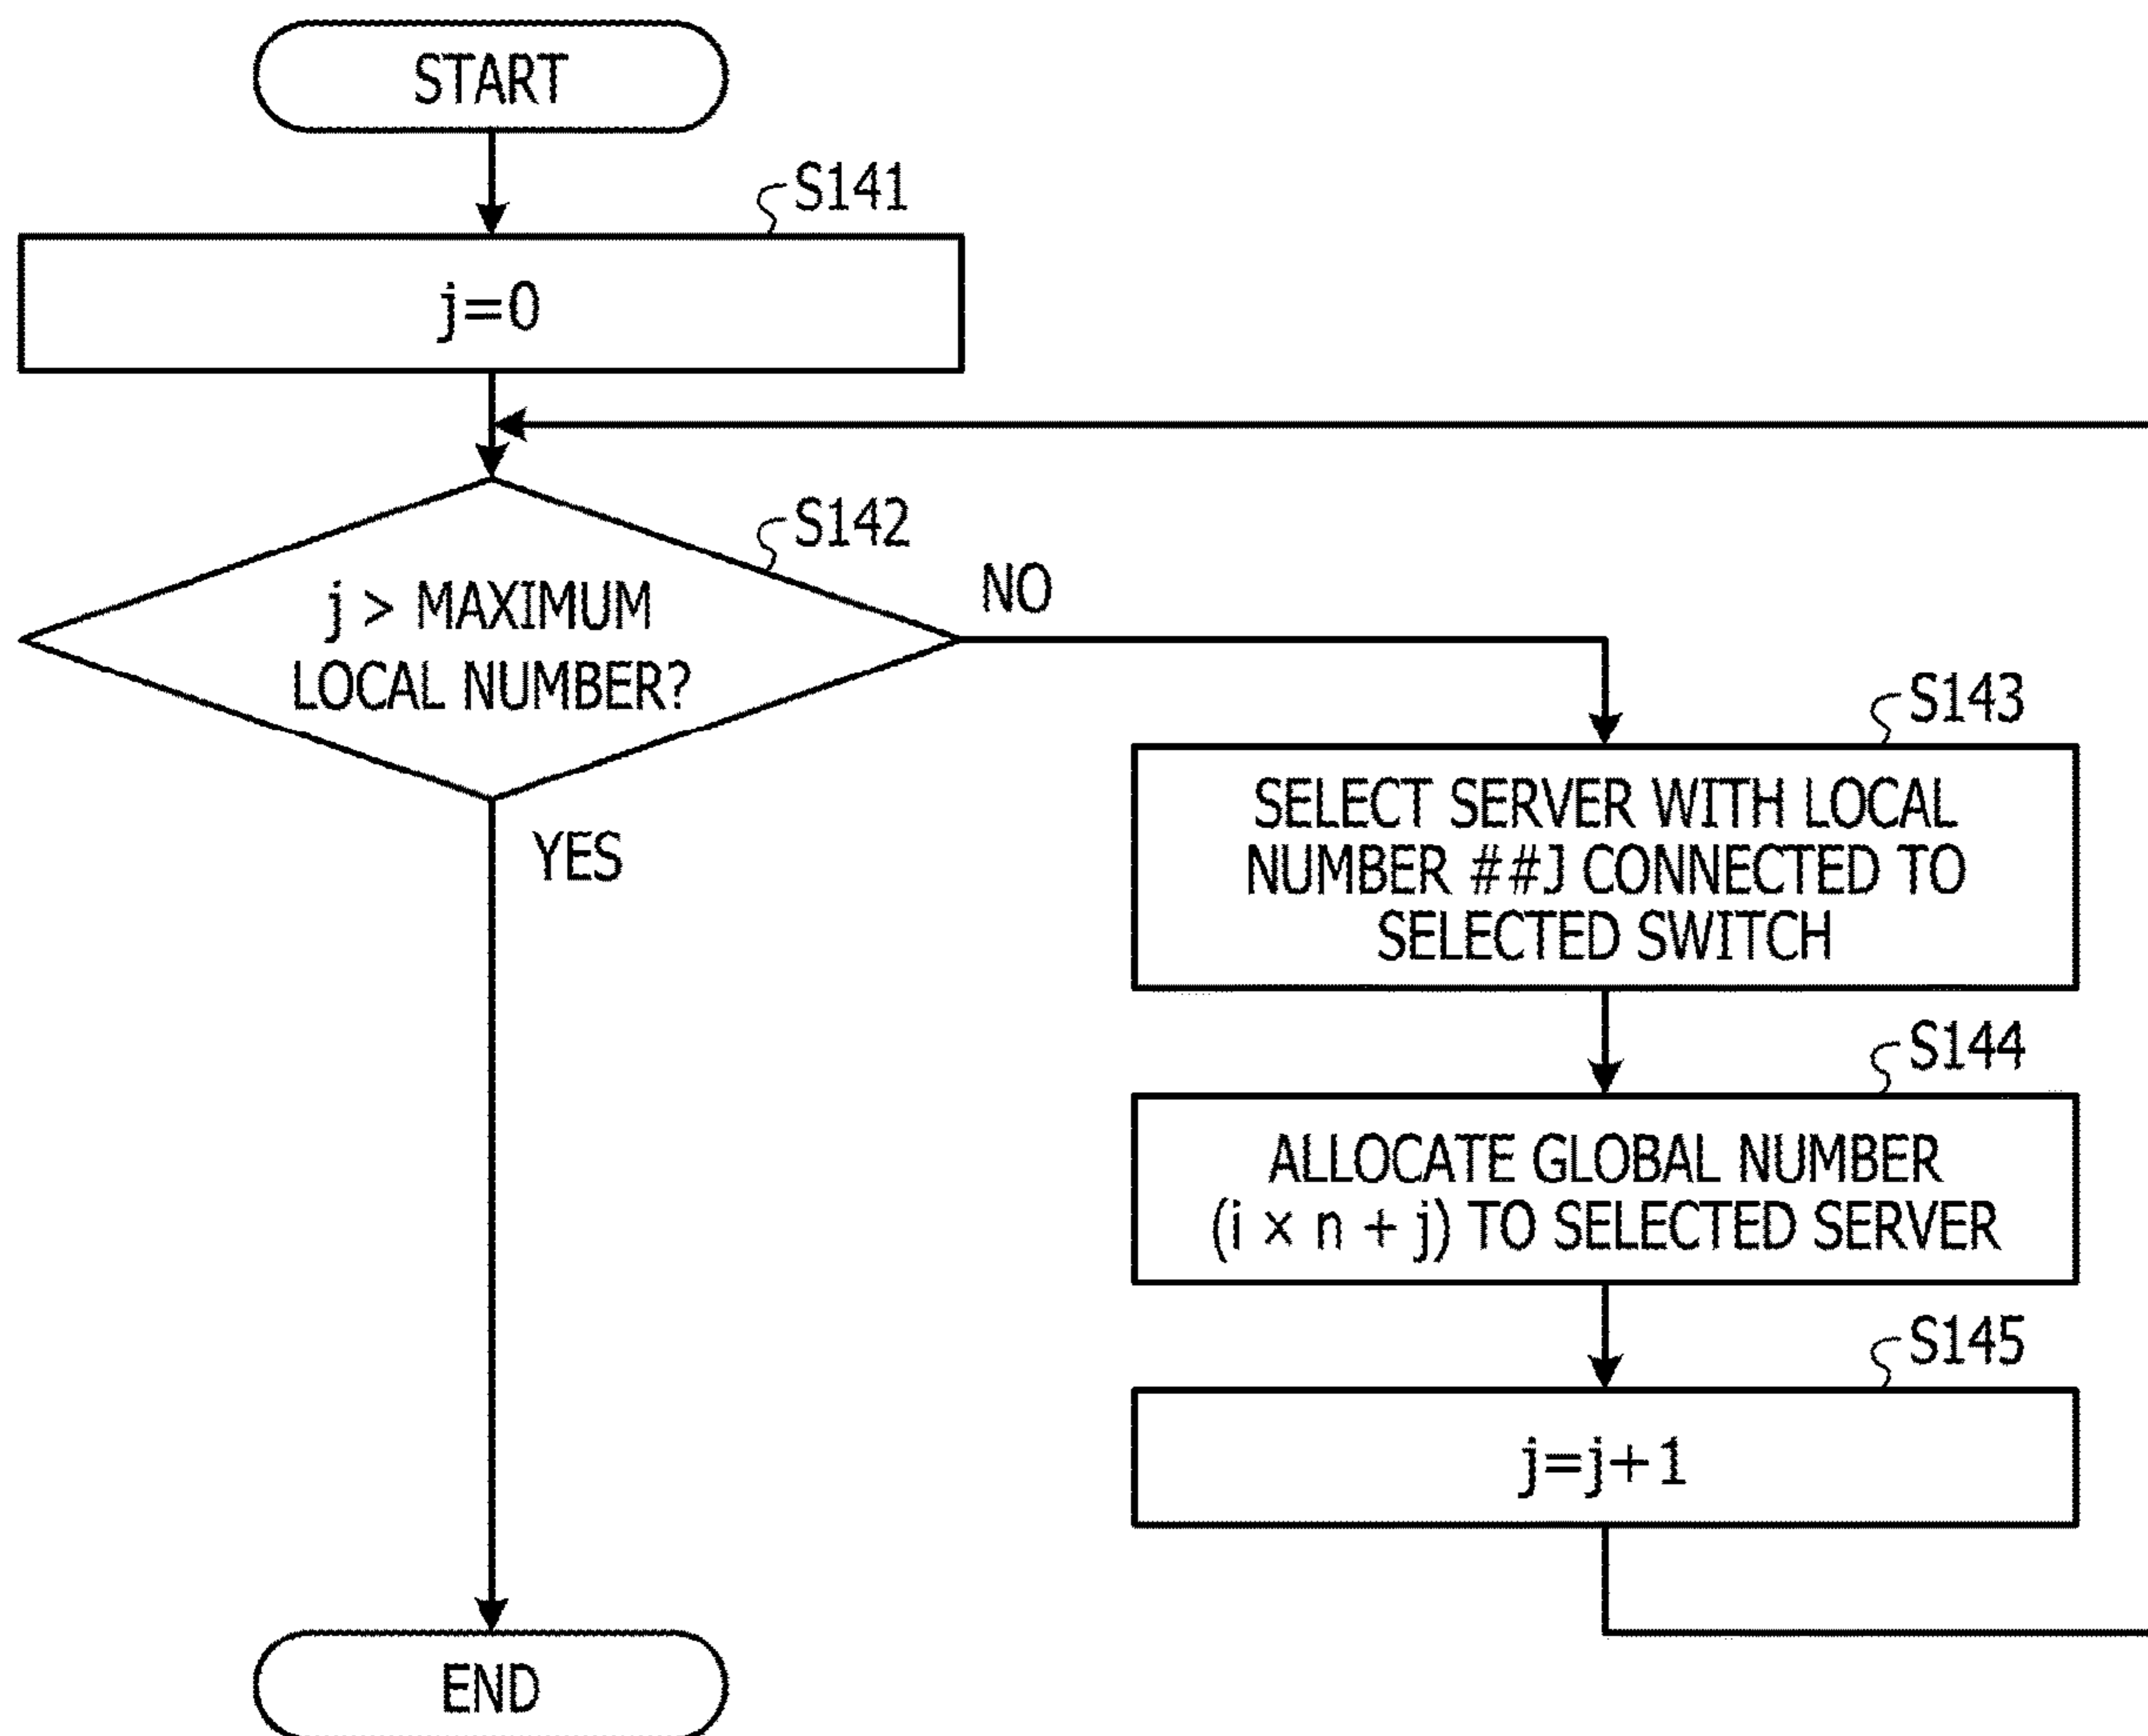 START
S141
j=0
S142
j > MAXIMUM
LOCAL NUMBER?
NO
YES
S143
SELECT SERVER WITH LOCAL
NUMBER ##J CONNECTED TO
SELECTED SWITCH
S144
ALLOCATE GLOBAL NUMBER
(i × n + j) TO SELECTED SERVER
S145
j=j+1
END